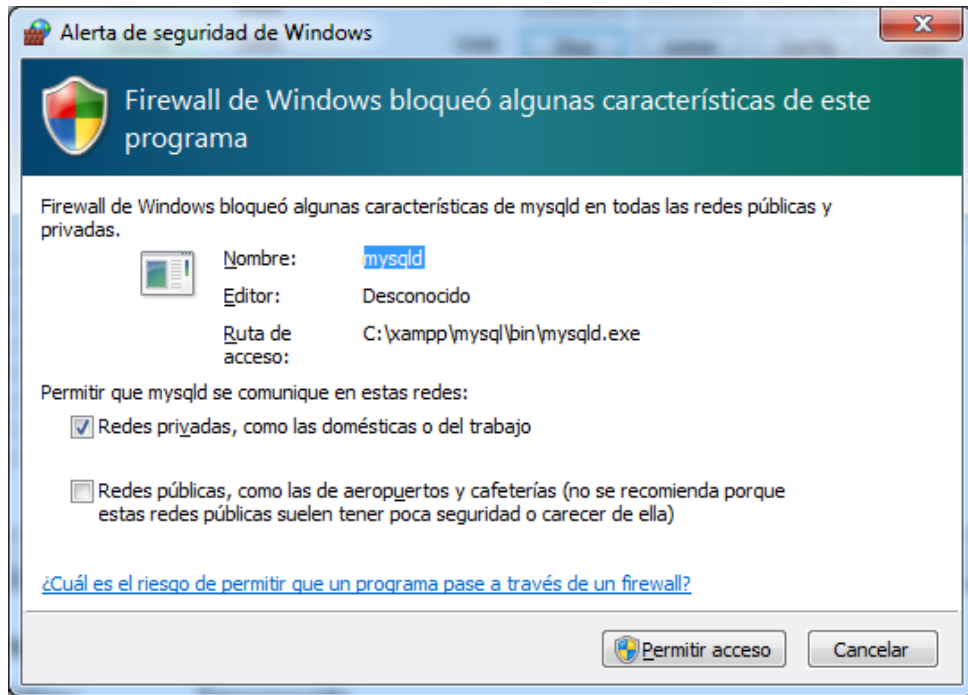 Alerta de seguridad de Windows
Firewall de Windows bloqueó algunas características de este
programa
Firewall de Windows bloqueó algunas características de mysqld en todas las redes públicas y
privadas.
Nombre: mysqld
Editor: Desconocido
Ruta de C:\xampp\mysql\bin\mysqld.exe
acceso:
Permitir que mysqld se comunique en estas redes:
Redes privadas, como las domésticas o del trabajo
Redes públicas, como las de aeropuertos y cafeterías (no se recomienda porque
estas redes públicas suelen tener poca seguridad o carecer de ella)
¿Cuál es el riesgo de permitir que un programa pase a través de un firewall?
Permitir acceso Cancelar